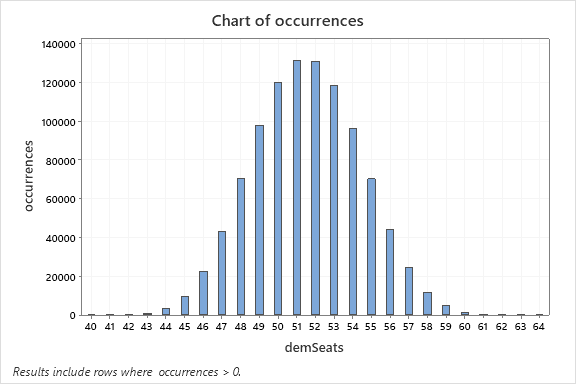 Chart of occurrences
140000
120000
100000
80000
60000
40000
20000
0
occurrences
40 41 42 43 44 45 46 47 48 49 50 51 52 53 54 55 56 57 58 59 60 61 62 63 64
demSeats
Results include rows where occurrences > 0.